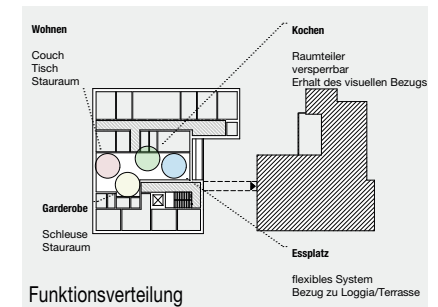 Wohnen
Couch
Tisch
Stauraum
Kochen
Raumteiler
versperrbar
Erhalt des visuellen Bezugs
Garderobe
Schleuse
Stauraum
Essplatz
flexibles System
Bezug zu Loggia/Terrasse
Funktionsverteilung